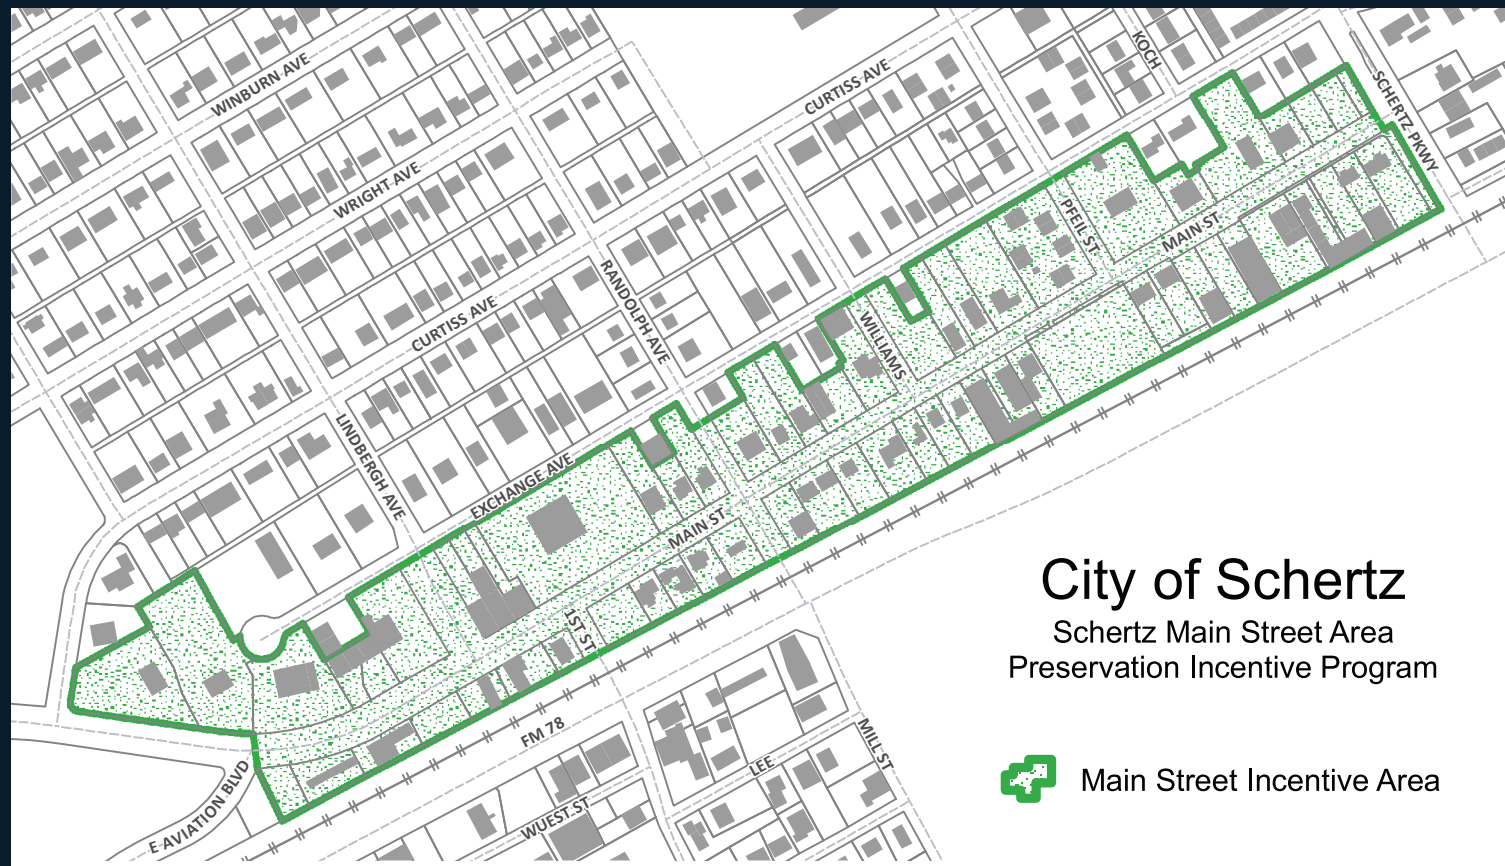 WINBURN AVE
CURTISS AVE
KOCH
SCHERTZ PKWY
WRIGHT AVE
PFEIL ST
MAIN ST
RANDOLPH AVE
CURTISS AVE
WILLIAMS
LINDBERGH AVE
EXCHANGE AVE
MAIN ST
1ST ST
FM 78
MILL ST
LEE
E AVIATION BLVD
WUEST ST
City of Schertz
Schertz Main Street Area
Preservation Incentive Program
Main Street Incentive Area